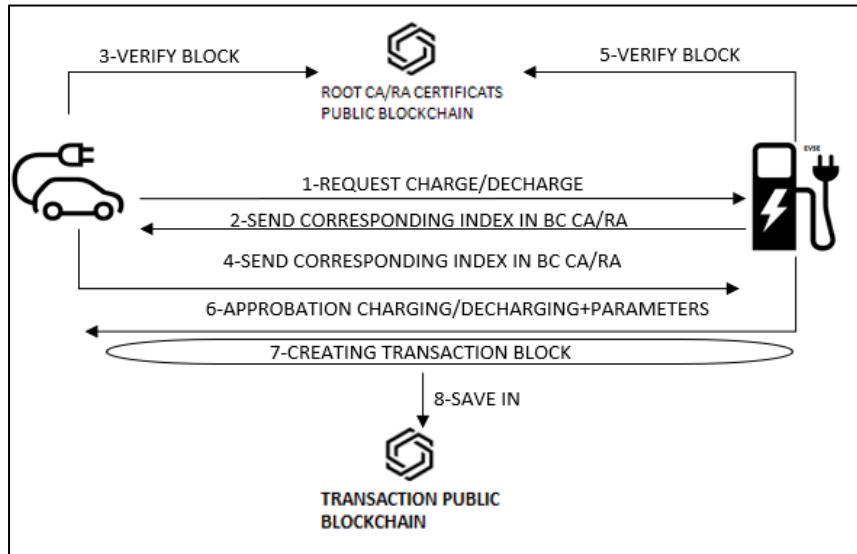 3-VERIFY BLOCK
5-VERIFY BLOCK
ROOT CA/RA CERTIFICATS
PUBLIC BLOCKCHAIN
EVSE
1-REQUEST CHARGE/DECHARGE
2-SEND CORRESPONDING INDEX IN BC CA/RA
4-SEND CORRESPONDING INDEX IN BC CA/RA
6-APPROBATION CHARGING/DECHARGING+PARAMETERS
7-CREATING TRANSACTION BLOCK
8-SAVE IN
TRANSACTION PUBLIC
BLOCKCHAIN